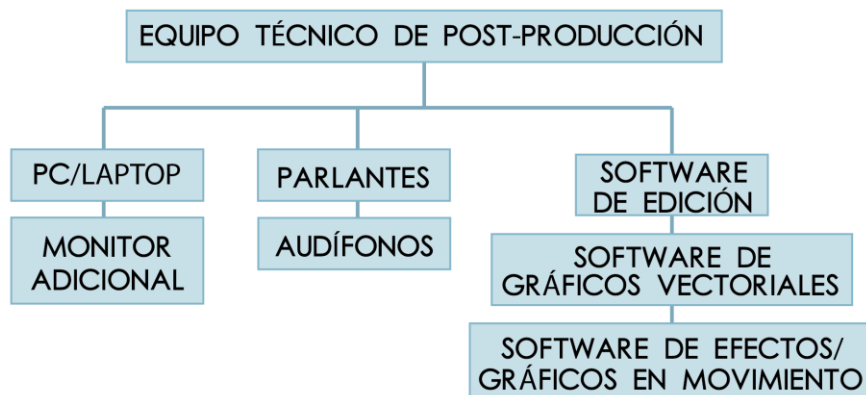 EQUIPO TÉCNICO DE POST-PRODUCCIÓN
PC/LAPTOP
MONITOR
ADICIONAL
PARLANTES
AUDÍFONOS
SOFTWARE
DE EDICIÓN
SOFTWARE DE
GRÁFICOS VECTORIALES
SOFTWARE DE EFECTOS/
GRÁFICOS EN MOVIMIENTO